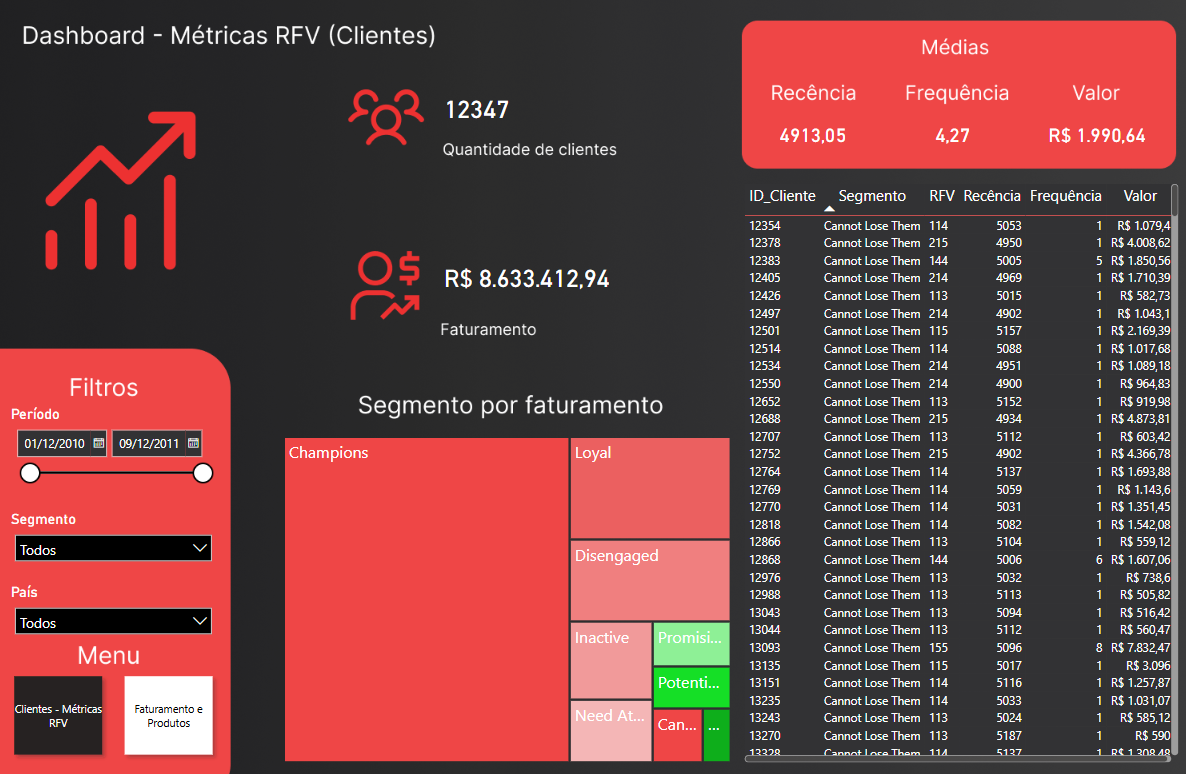 Dashboard - Métricas RFV (Clientes)
12347
Quantidade de clientes
R$ 8.633.412,94
Faturamento
Médias
Recência Frequência Valor
4913,05 4,27 R$ 1.990,64
Filtros
Período
01/12/2010 09/12/2011
Segmento
Todos
País
Todos
Menu
Clientes - Métricas
RFV
Faturamento e
Produtos
Segmento por faturamento
Champions
Loyal
Disengaged
Inactive
Need At...
Promisi...
Potenti...
Can...
...
ID_Cliente Segmento RFV Recência Frequência Valor
12354 Cannot Lose Them 114 5053 1 R$ 1.079,4
12378 Cannot Lose Them 215 4950 1 R$ 4.008,62
12383 Cannot Lose Them 144 5005 5 R$ 1.850,56
12405 Cannot Lose Them 214 4969 1 R$ 1.710,39
12426 Cannot Lose Them 113 5015 1 R$ 582,73
12497 Cannot Lose Them 214 4902 1 R$ 1.043,1
12501 Cannot Lose Them 115 5157 1 R$ 2.169,39
12514 Cannot Lose Them 114 5088 1 R$ 1.017,68
12534 Cannot Lose Them 214 4951 1 R$ 1.089,18
12550 Cannot Lose Them 214 4900 1 R$ 964,83
12652 Cannot Lose Them 113 5152 1 R$ 919,98
12688 Cannot Lose Them 215 4934 1 R$ 4.873,81
12707 Cannot Lose Them 113 5112 1 R$ 603,42
12752 Cannot Lose Them 215 4902 1 R$ 4.366,78
12764 Cannot Lose Them 114 5137 1 R$ 1.693,88
12769 Cannot Lose Them 114 5059 1 R$ 1.143,6
12770 Cannot Lose Them 114 5031 1 R$ 1.351,45
12818 Cannot Lose Them 114 5082 1 R$ 1.542,08
12866 Cannot Lose Them 113 5104 1 R$ 559,12
12868 Cannot Lose Them 144 5006 6 R$ 1.607,06
12976 Cannot Lose Them 113 5032 1 R$ 738,6
12988 Cannot Lose Them 113 5113 1 R$ 505,82
13043 Cannot Lose Them 113 5094 1 R$ 516,42
13044 Cannot Lose Them 113 5112 1 R$ 560,47
13093 Cannot Lose Them 155 5096 8 R$ 7.832,47
13135 Cannot Lose Them 115 5017 1 R$ 3.096
13151 Cannot Lose Them 114 5116 1 R$ 1.257,87
13235 Cannot Lose Them 114 5033 1 R$ 1.031,07
13243 Cannot Lose Them 113 5024 1 R$ 585,12
13270 Cannot Lose Them 113 5187 1 R$ 590
13328 Cannot Lose Them 114 5137 1 R$ 1.308,48